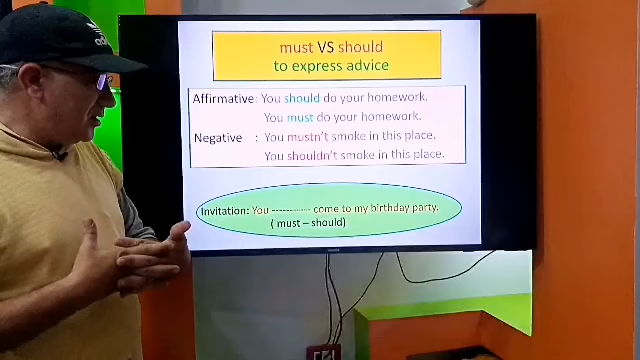 must VS should
to express advice
Affirmative: You should do your homework.
You must do your homework.
Negative : You mustn't smoke in this place.
You shouldn't smoke in this place.
Invitation: You ----------- come to my birthday party.
( must – should)